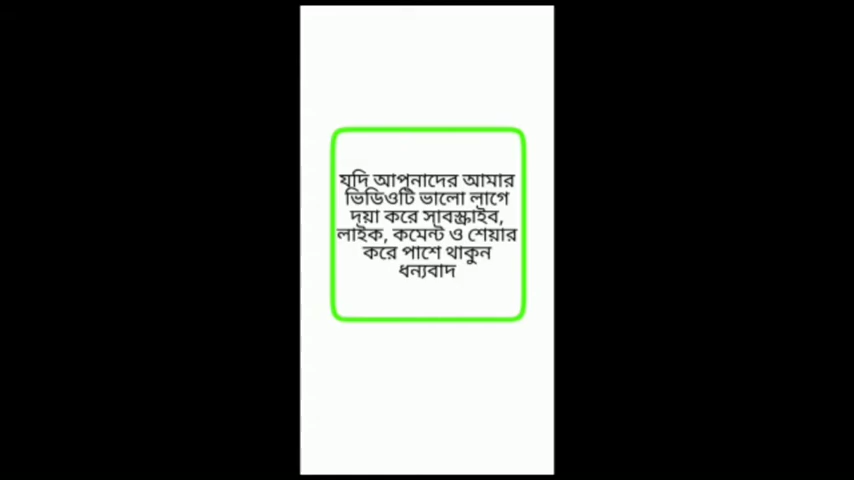 যদি আপনাদের আমার
ভিডিওটি ভালো লাগে
দয়া করে সাবস্ক্রাইব,
লাইক, কমেন্ট ও শেয়ার
করে পাশে থাকুন
ধন্যবাদ